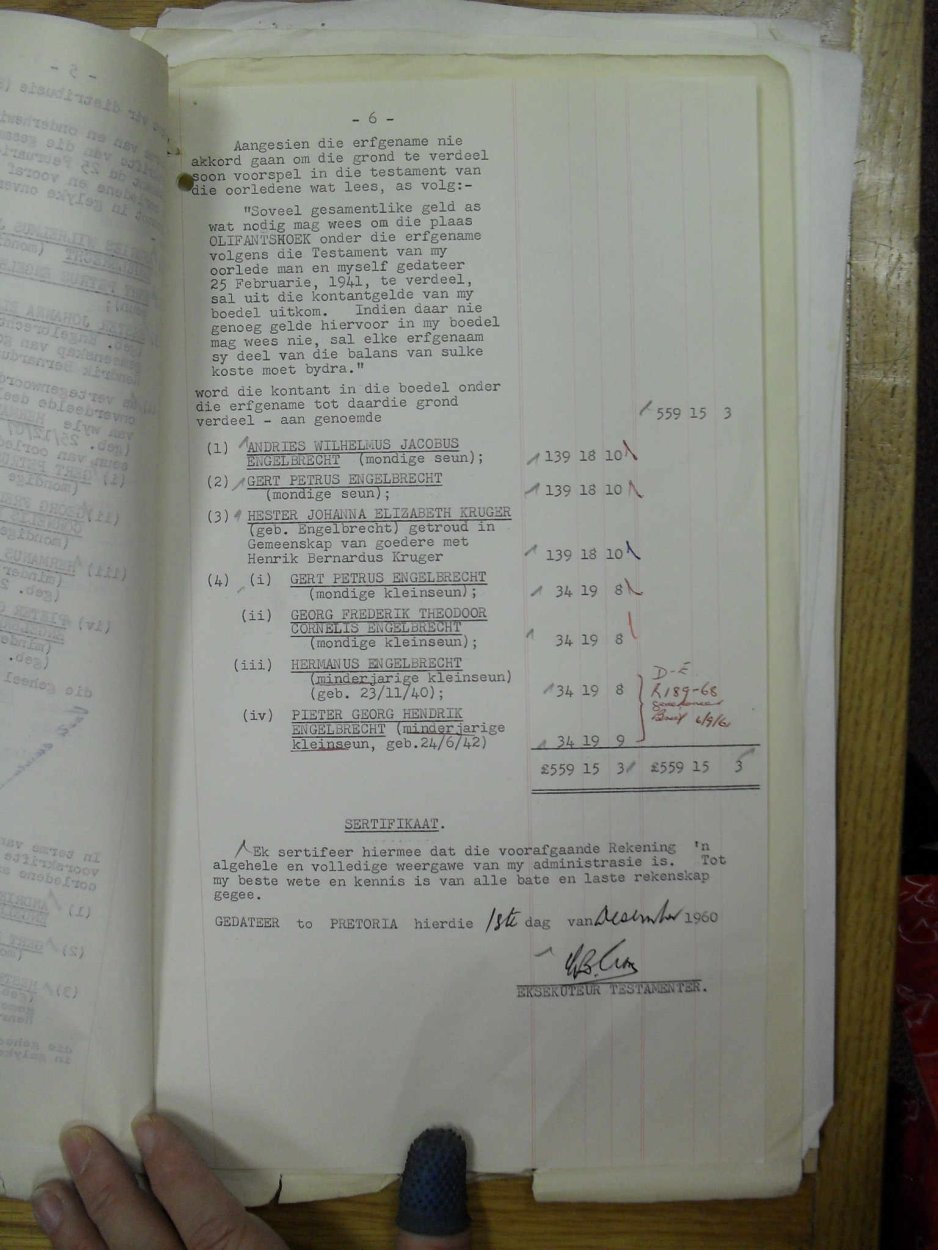 - 6 -
Aangesien die erfgename nie
akkord gaan om die grond te verdeel
soon voorspel in die testament van
die oorledene wat lees, as volg:-
"Soveel gesamentlike geld as
wat nodig mag wees om die plaas
OLIFANTSHOEK onder die erfgename
volgens die Testament van my
oorlede man en myself gedateer
25 Februarie, 1941, te verdeel,
sal uit die kontantgelde van my
boedel uitkom. Indien daar nie
genoeg gelde hiervoor in my boedel
mag wees nie, sal elke erfgenaam
sy deel van die balans van sulke
koste moet bydra."
word die kontant in die boedel onder
die erfgename tot daardie grond
verdeel - aan genoemde 559 15 3
(1) ANDRIES WILHELMUS JACOBUS
ENGELBRECHT (mondige seun); 139 18 10
(2) GERT PETRUS ENGELBRECHT
(mondige seun); 139 18 10
(3) HESTER JOHANNA ELIZABETH KRUGER
(geb. Engelbrecht) getroud in
Gemeenskap van goedere met
Henrik Bernardus Kruger 139 18 10
(4) (i) GERT PETRUS ENGELBRECHT
(mondige kleinseun); 34 19 8
(ii) GEORG FREDERIK THEODOOR
CORNELIS ENGELBRECHT
(mondige kleinseun); 34 19 8
(iii) HERMANUS ENGELBRECHT
(minderjarige kleinseun)
(geb. 23/11/40); 34 19 8
D-E
R189-68
(iv) PIETER GEORG HENDRIK
ENGELBRECHT (minderjarige
kleinseun, geb.24/6/42) 34 19 9
£559 15 3 £559 15 3
SERTIFIKAAT.
Ek sertifeer hiermee dat die voorafgaande Rekening 'n
algehele en volledige weergawe van my administrasie is. Tot
my beste wete en kennis is van alle bate en laste rekenskap
gegee.
GEDATEER to PRETORIA hierdie 1ste dag van Desember 1960
EKSEKUTEUR TESTAMENTER.